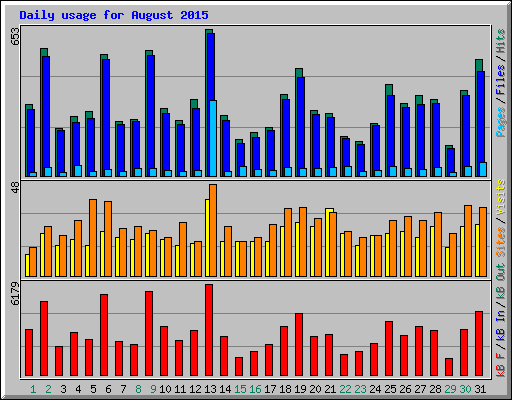 Daily usage for August 2015
653
Pages / Files / Hits
48
Sites / Visits
6179
kB F / kB In / kB Out
1 2 3 4 5 6 7 8 9 10 11 12 13 14 15 16 17 18 19 20 21 22 23 24 25 26 27 28 29 30 31